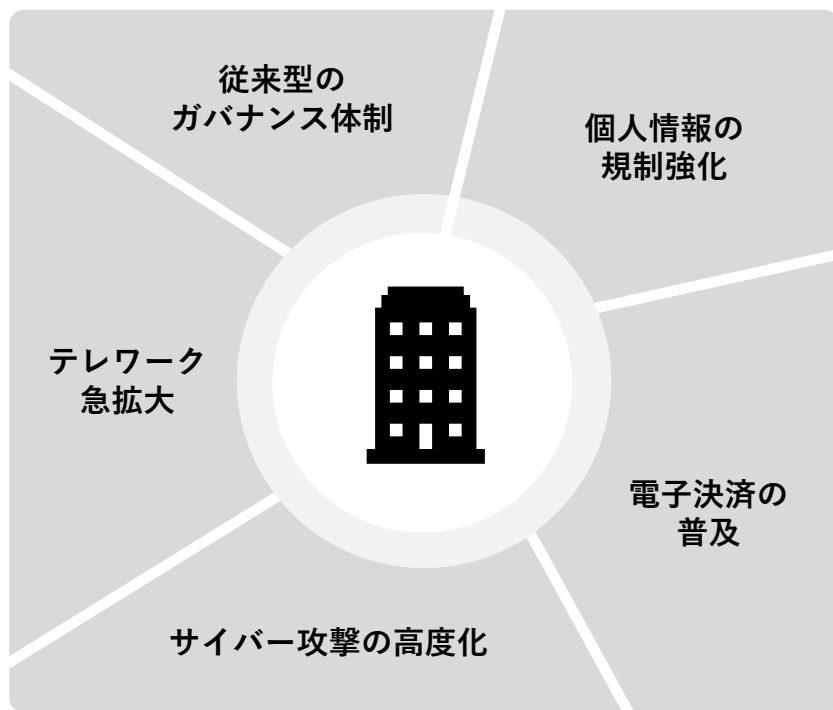 従来型の
ガバナンス体制
個人情報の
規制強化
テレワーク
急拡大
電子決済の
普及
サイバー攻撃の高度化